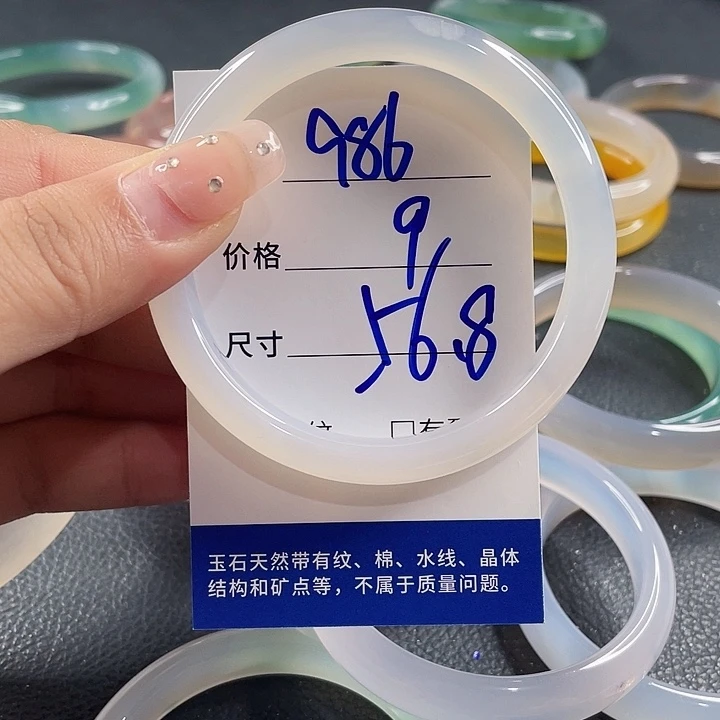 986
价格 9
尺寸 56.8
玉石天然带有纹、棉、水线、晶体
结构和矿点等，不属于质量问题。